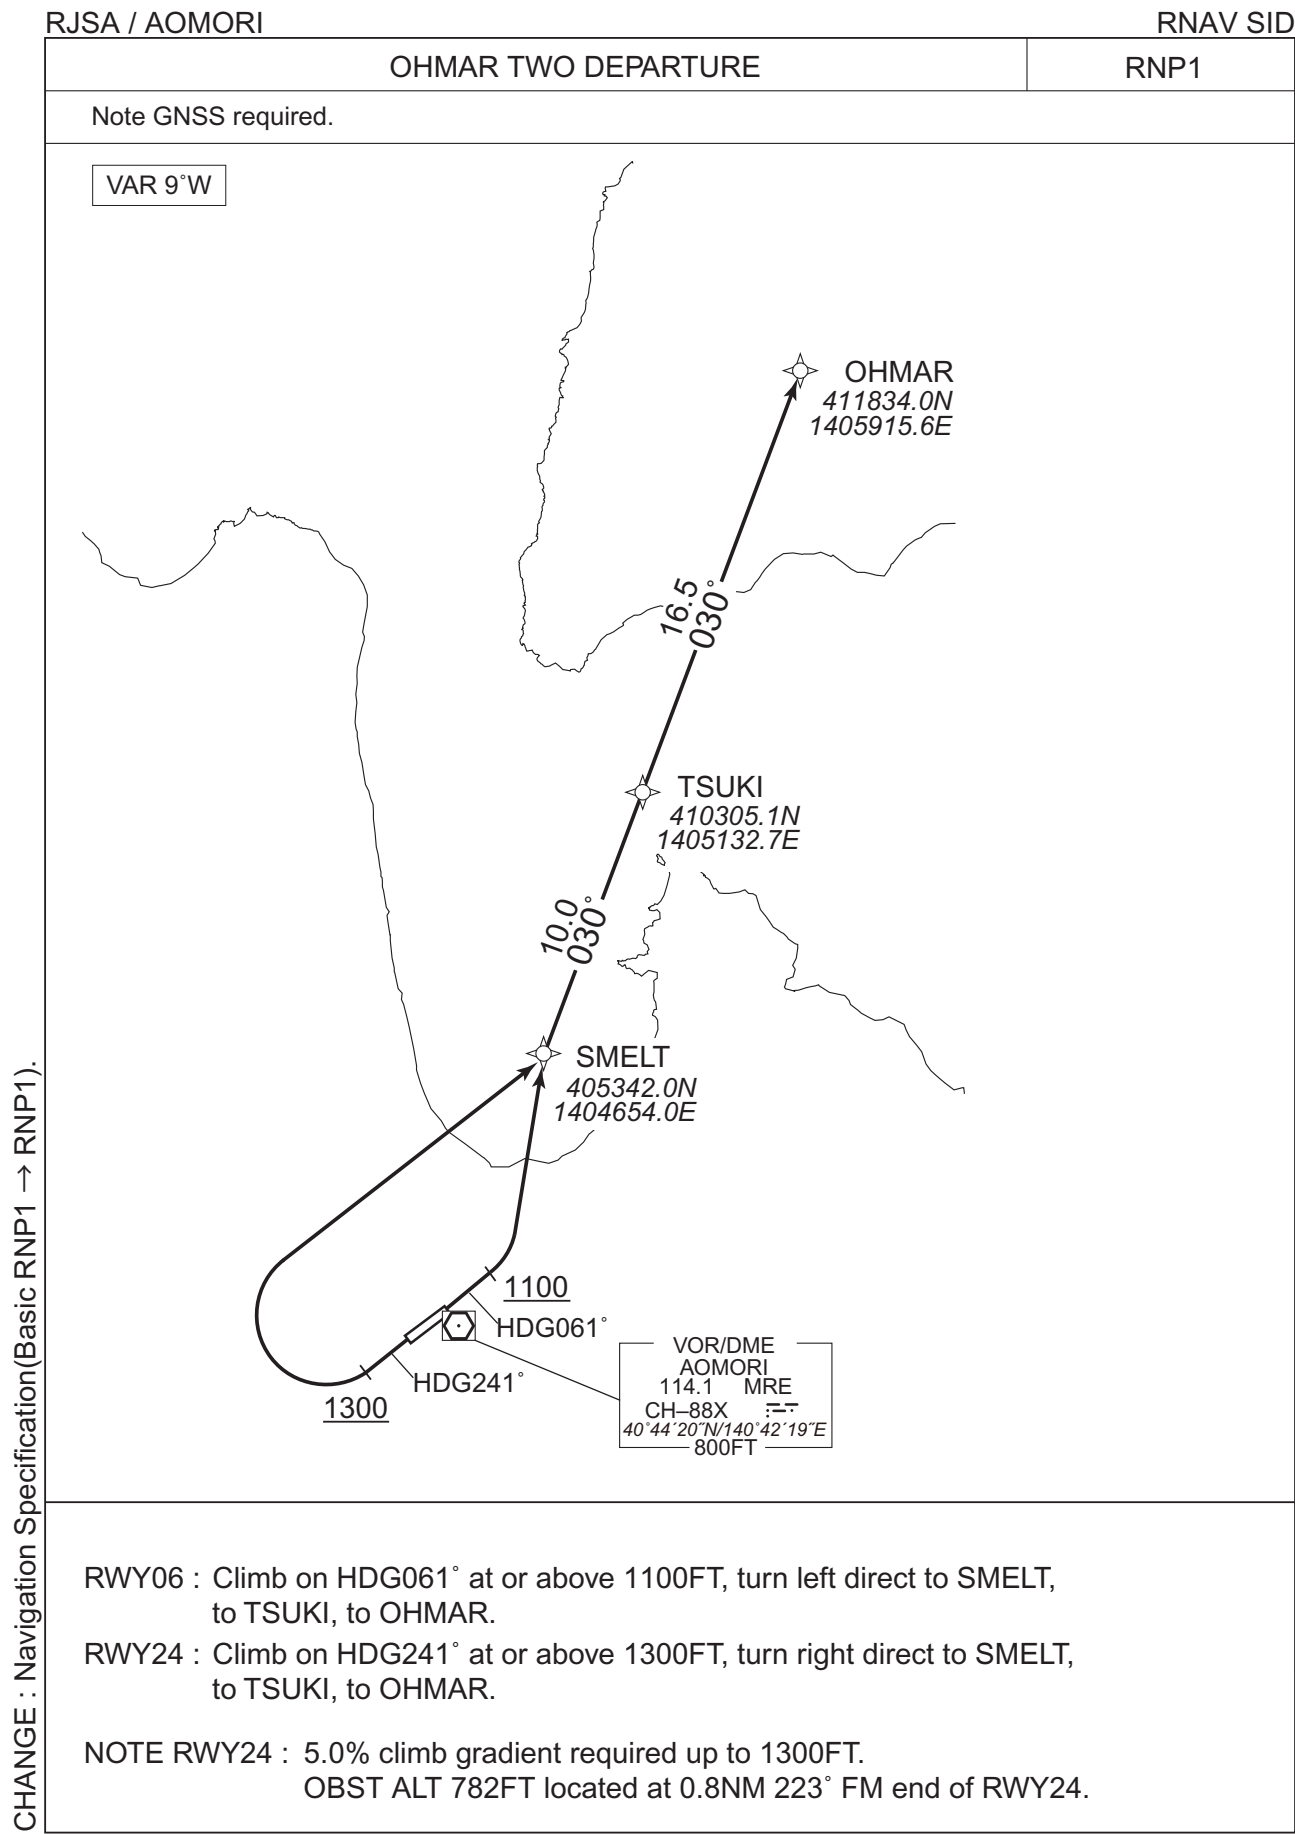 RJSA / AOMORI
RNAV SID
OHMAR TWO DEPARTURE
RNP1
Note GNSS required.
VAR 9˚W
OHMAR
411834.0N
1405915.6E
16.5
030˚
TSUKI
410305.1N
1405132.7E
10.0
030˚
SMELT
405342.0N
1404654.0E
1100
HDG061˚
HDG241˚
1300
VOR/DME
AOMORI
114.1 MRE
CH–88X
40˚44´20˝N/140˚42´19˝E
800FT
RWY06 : Climb on HDG061˚ at or above 1100FT, turn left direct to SMELT,
to TSUKI, to OHMAR.
RWY24 : Climb on HDG241˚ at or above 1300FT, turn right direct to SMELT,
to TSUKI, to OHMAR.
NOTE RWY24 : 5.0% climb gradient required up to 1300FT.
OBST ALT 782FT located at 0.8NM 223˚ FM end of RWY24.
CHANGE : Navigation Specification(Basic RNP1 → RNP1).